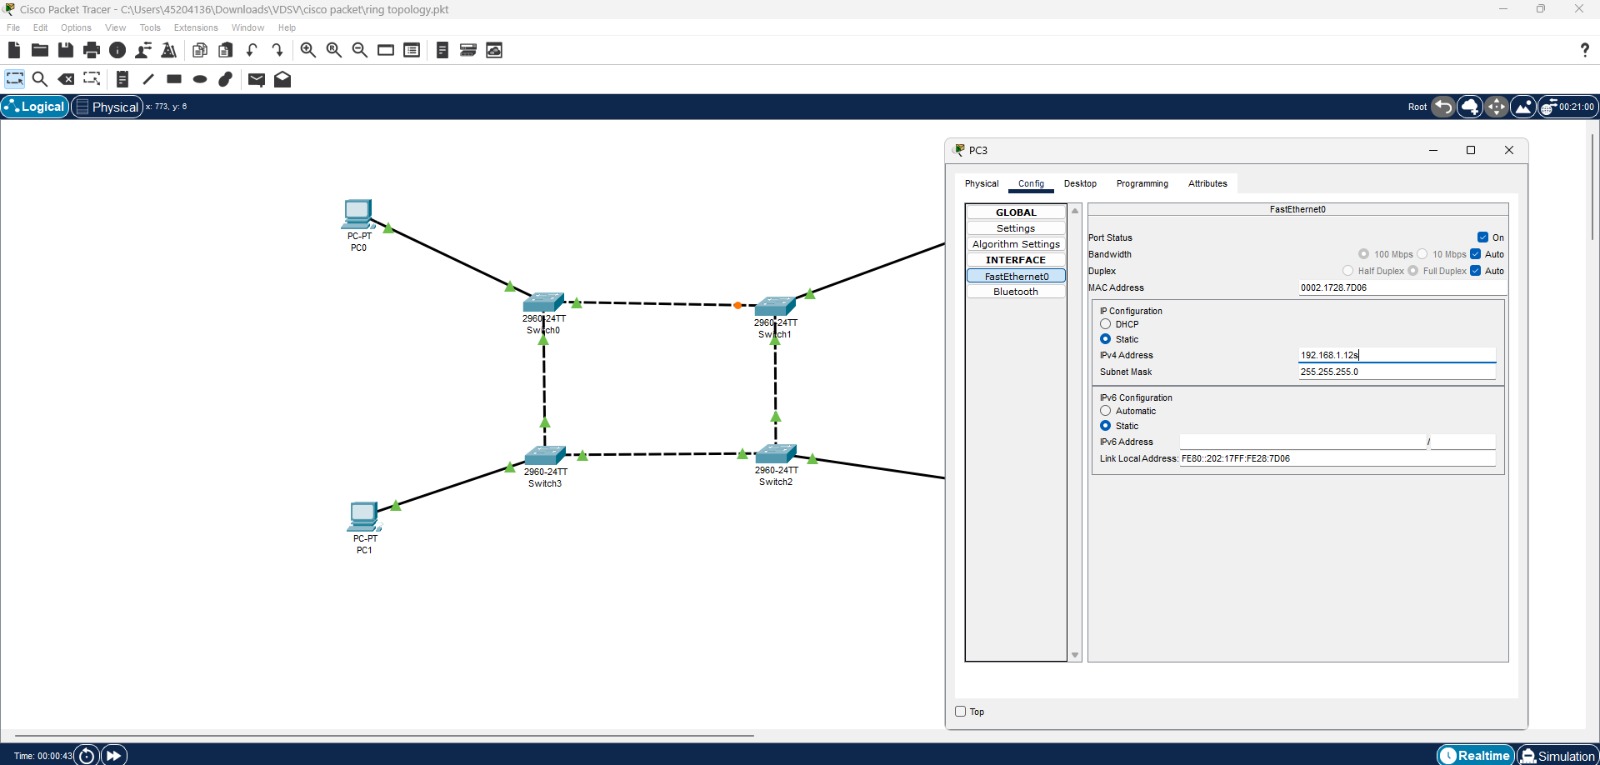 Cisco Packet Tracer - C:\Users\45204136\Downloads\VDSV\cisco packet\ring topology.pkt
File Edit Options View Tools Extensions Window Help
?
Logical Physical x: 773, y: 6 Root 00:21:00
PC3
Physical Config Desktop Programming Attributes
GLOBAL
Settings
Algorithm Settings
INTERFACE
FastEthernet0
Bluetooth
FastEthernet0
Port Status On
Bandwidth 100 Mbps 10 Mbps Auto
Duplex Half Duplex Full Duplex Auto
MAC Address 0002.1728.7D06
IP Configuration
DHCP
Static
IPv4 Address 192.168.1.12s
Subnet Mask 255.255.255.0
IPv6 Configuration
Automatic
Static
IPv6 Address /
Link Local Address: FE80::202:17FF:FE28:7D06
Top
PC-PT
PC0
2960-24TT
Switch0
2960-24TT
Switch1
2960-24TT
Switch3
2960-24TT
Switch2
PC-PT
PC1
Time: 00:00:43 Realtime Simulation